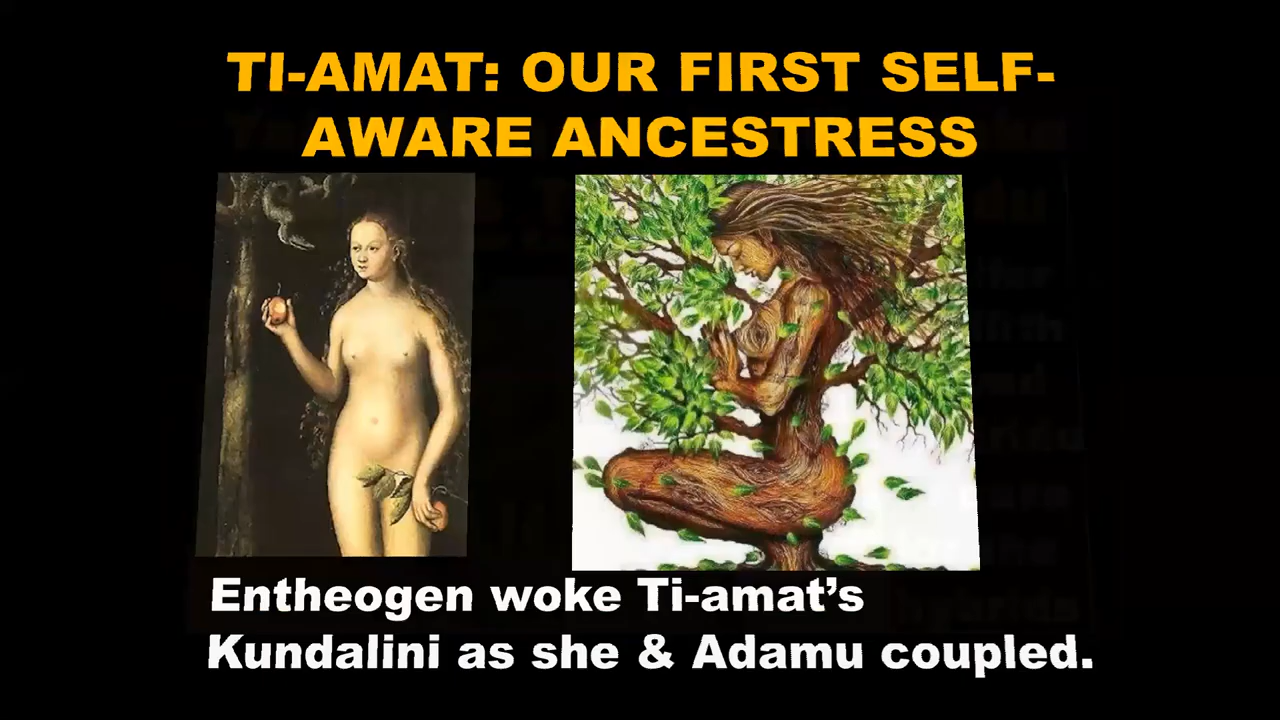 TI-AMAT: OUR FIRST SELF-
AWARE ANCESTRESS
Entheogen woke Ti-amat’s
Kundalini as she & Adamu coupled.